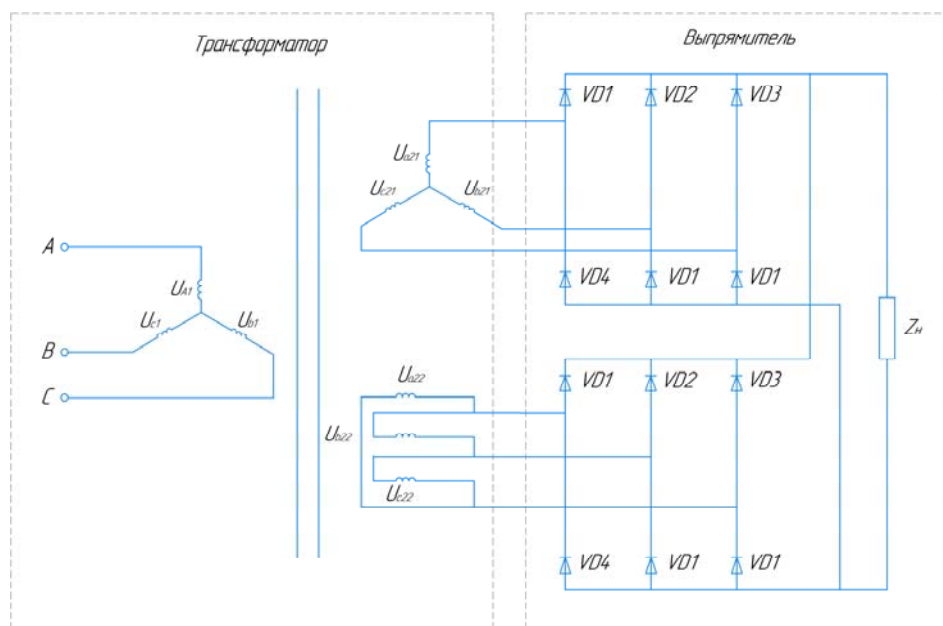 Трансформатор
Выпрямитель
VD1 VD2 VD3
Ua21
Uc21 Ub21
A
UA1
Uc1 Ub1
B
C
VD4 VD1 VD1
Zн
VD1 VD2 VD3
Ua22
Ub22
Uc22
VD4 VD1 VD1